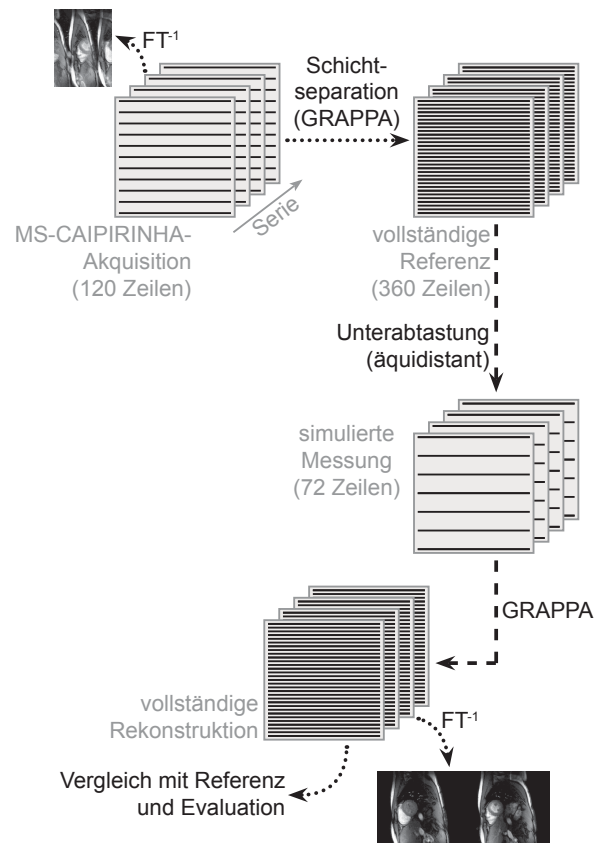 FT-1
Schicht-
separation
(GRAPPA)
Serie
MS-CAIPIRINHA-
Akquisition
(120 Zeilen)
vollständige
Referenz
(360 Zeilen)
Unterabtastung
(äquidistant)
simulierte
Messung
(72 Zeilen)
GRAPPA
vollständige
Rekonstruktion
FT-1
Vergleich mit Referenz
und Evaluation